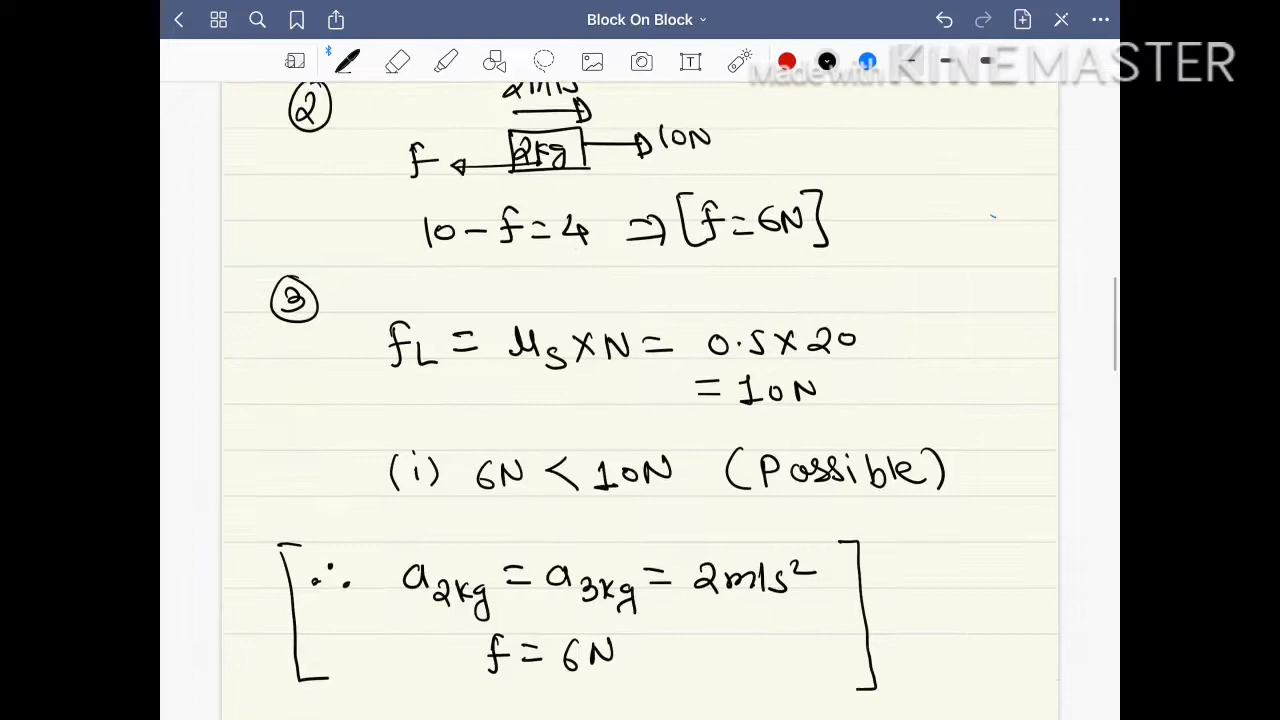 Block On Block
Made with KINEMASTER
②
f 2kg 10N
10 - f = 4 ⇒ [f = 6N]
③
fL = μs × N = 0.5 × 20
= 10N
(i) 6N < 10N (Possible)
∴ a2kg = a3kg = 2m/s²
f = 6N